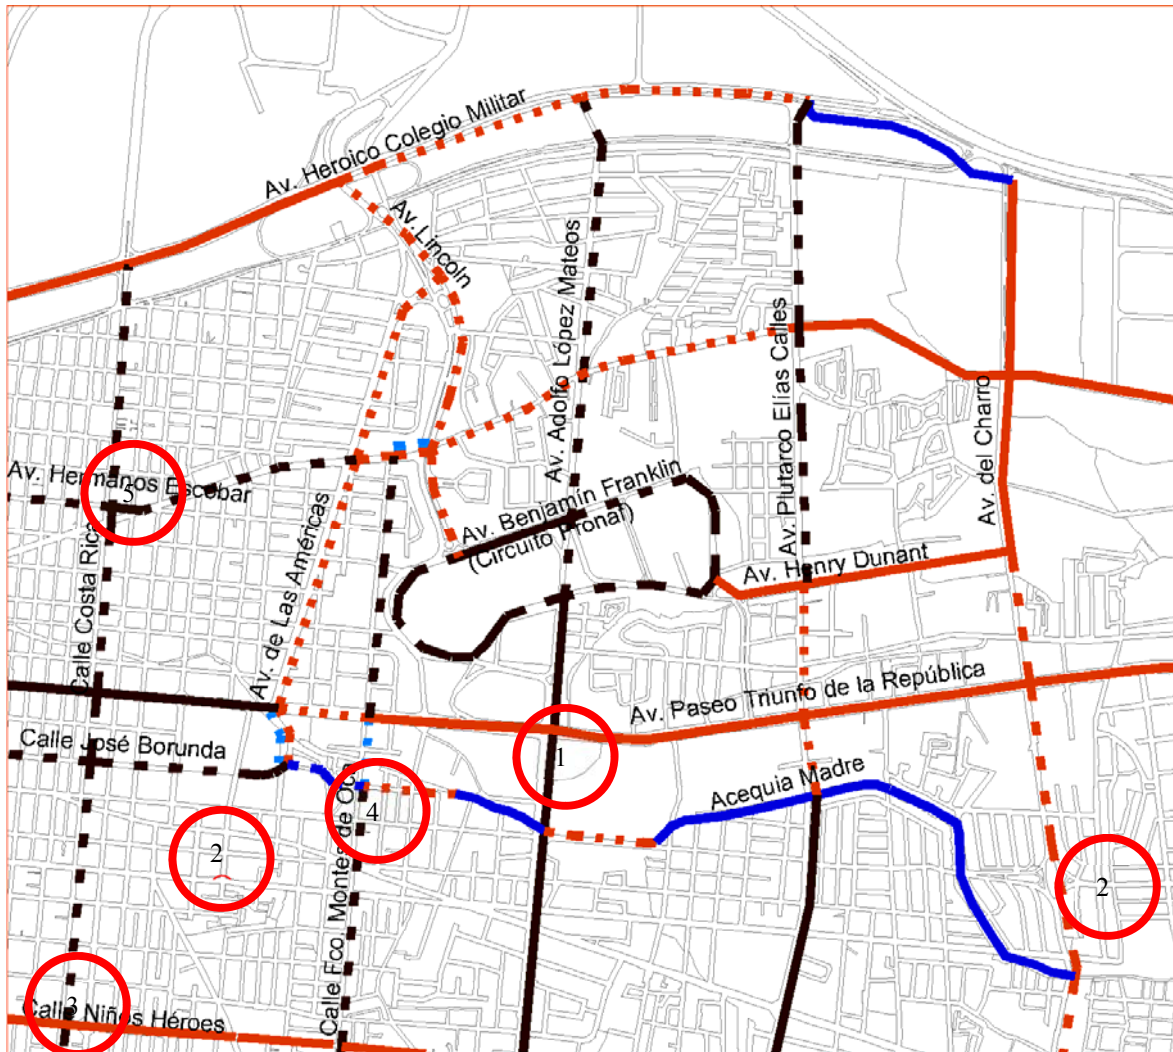 Av. Heroico Colegio Militar
Av. Lincoln
Av. Adolfo López Mateos
Av. Plutarco Elías Calles
Av. del Charro
Av. Hermanos Escobar
5
Av. Benjamín Franklin
(Circuito Pronaf)
Av. de Las Américas
Calle Costa Rica
Av. Henry Dunant
Av. Paseo Triunfo de la República
Calle José Borunda
1
Acequia Madre
4
2
2
Calle Fco. Montes de Oca
3
Calle Niños Héroes